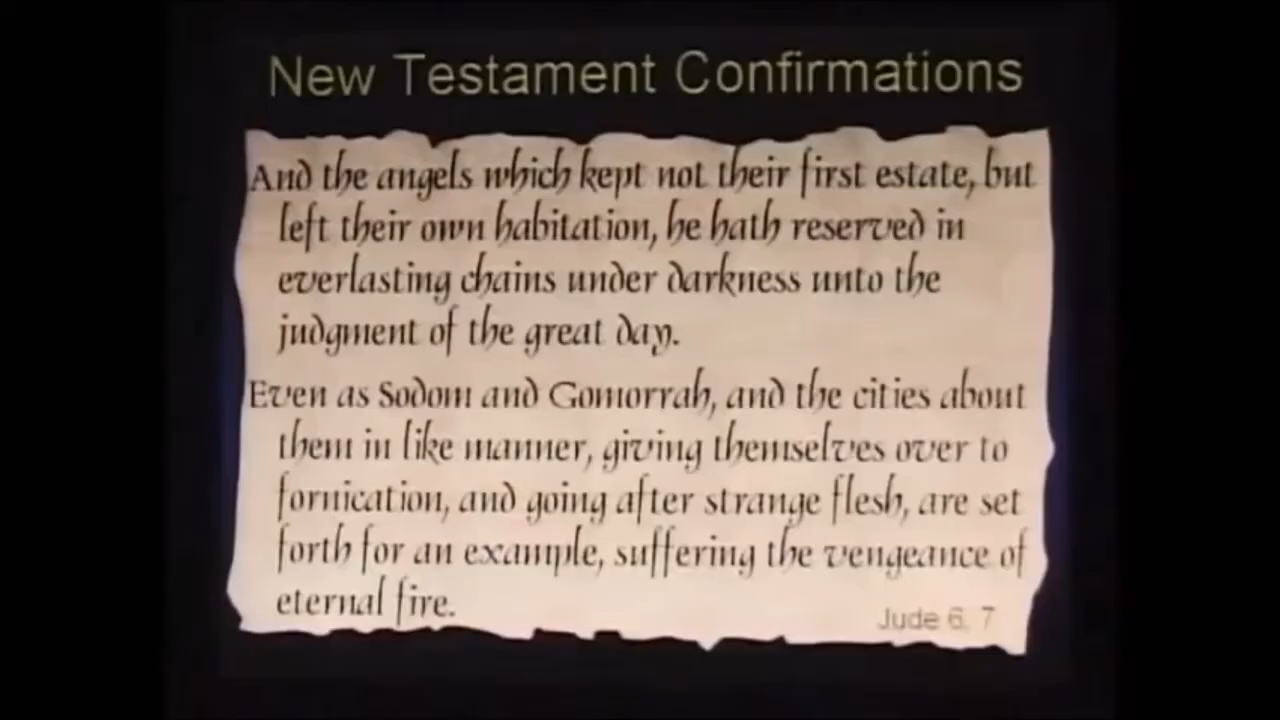 New Testament Confirmations
And the angels which kept not their first estate, but
left their own habitation, he hath reserved in
everlasting chains under darkness unto the
judgment of the great day.
Even as Sodom and Gomorrah, and the cities about
them in like manner, giving themselves over to
fornication, and going after strange flesh, are set
forth for an example, suffering the vengeance of
eternal fire.
Jude 6, 7